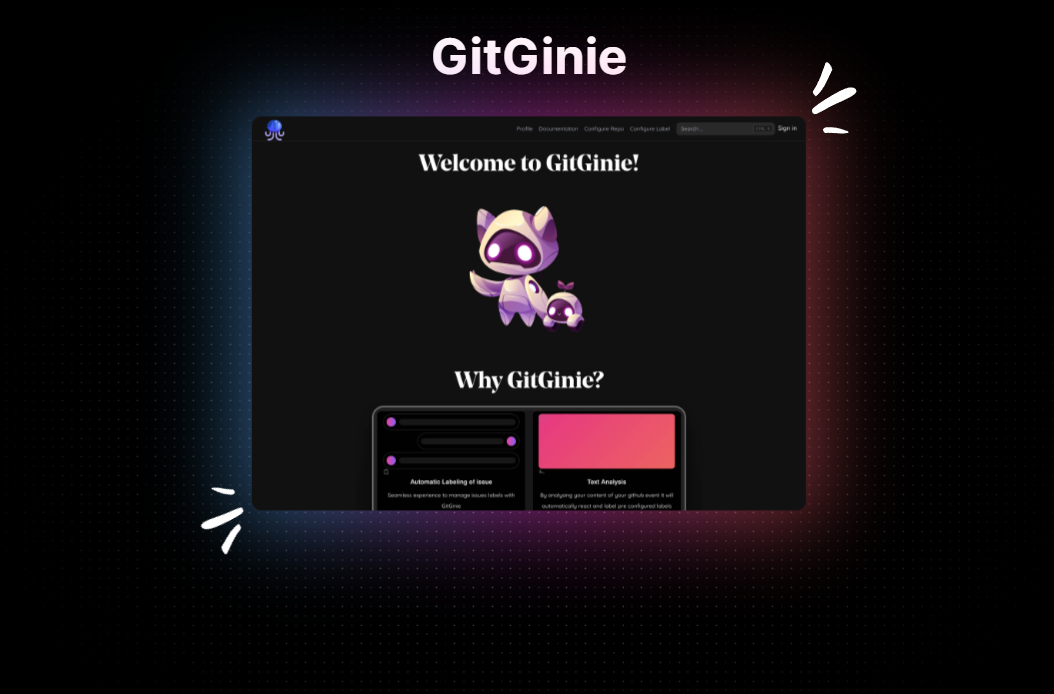 GitGinie
Profile Documentation Configure Repo Configure Label Search... CTRL K Sign in
Welcome to GitGinie!
Why GitGinie?
Automatic Labeling of issue
Seamless experience to manage issues labels with
GitGinie
Text Analysis
By analysing your content of your github event it will
automatically react and label pre configured labels